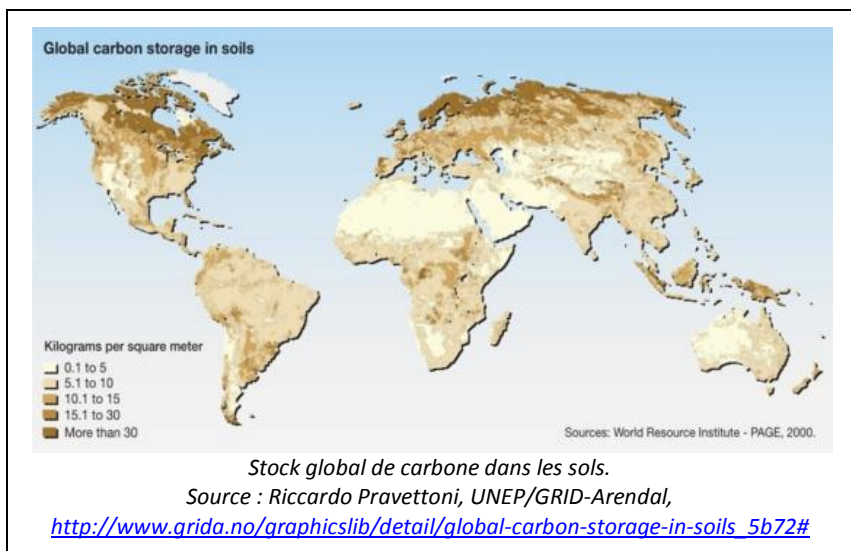 Global carbon storage in soils
Kilograms per square meter
0.1 to 5
5.1 to 10
10.1 to 15
15.1 to 30
More than 30
Sources: World Resource Institute - PAGE, 2000.
Stock global de carbone dans les sols.
Source : Riccardo Pravettoni, UNEP/GRID-Arendal,
http://www.grida.no/graphicslib/detail/global-carbon-storage-in-soils_5b72#